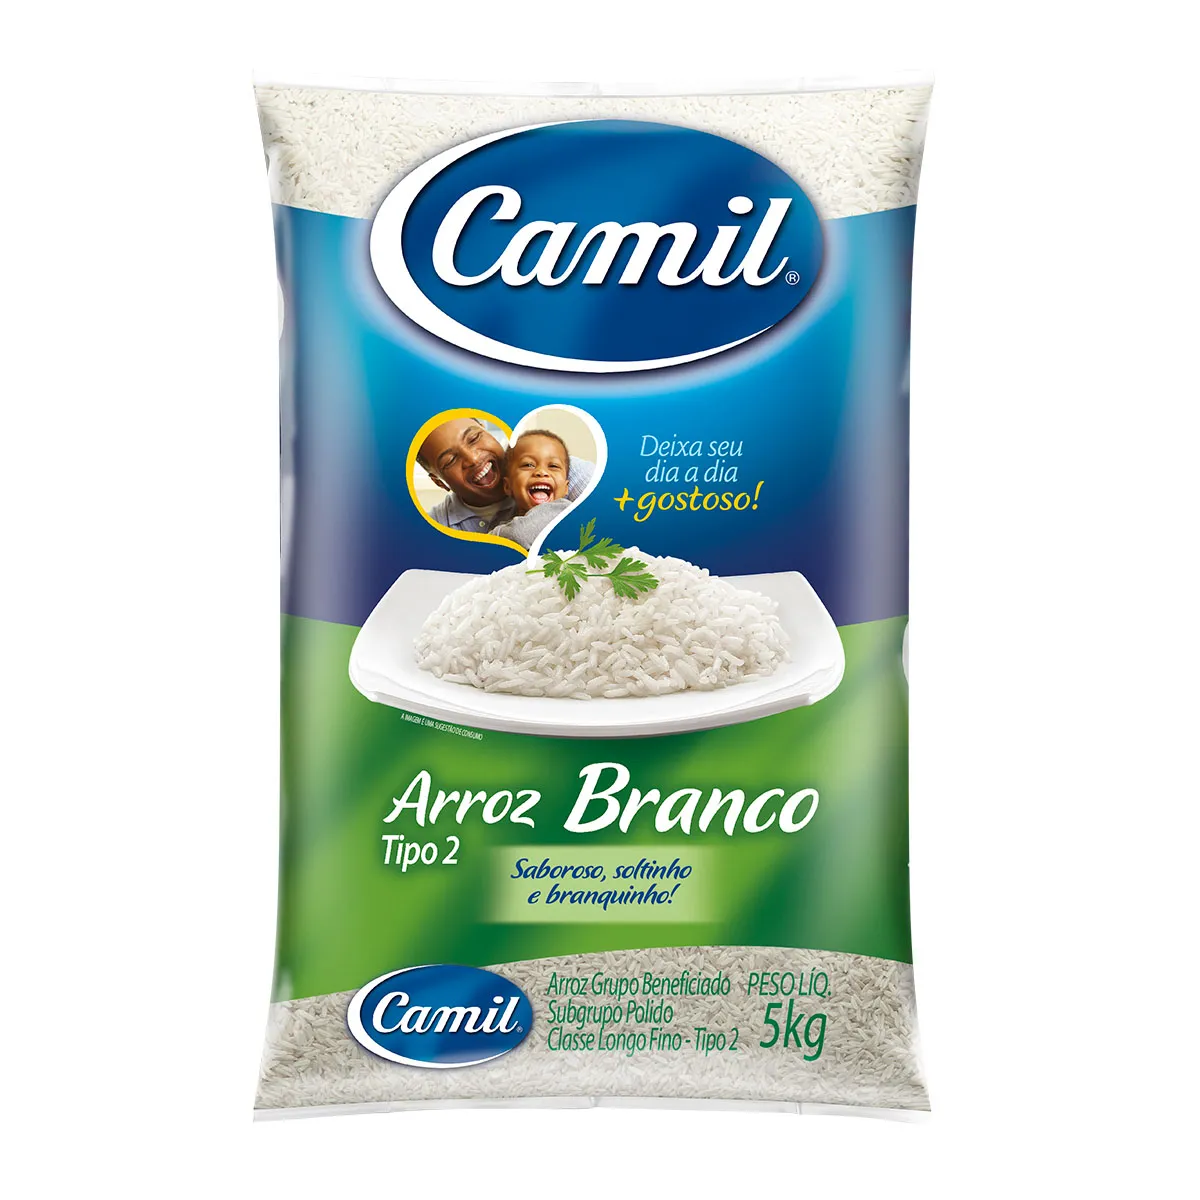 Camil®
Deixa seu
dia a dia
+gostoso!
A IMAGEM É UMA SUGESTÃO DE CONSUMO
Arroz Branco
Tipo 2
Saboroso, soltinho
e branquinho!
Camil®
Arroz Grupo Beneficiado
Subgrupo Polido
Classe Longo Fino - Tipo 2
PESO LÍQ.
5kg